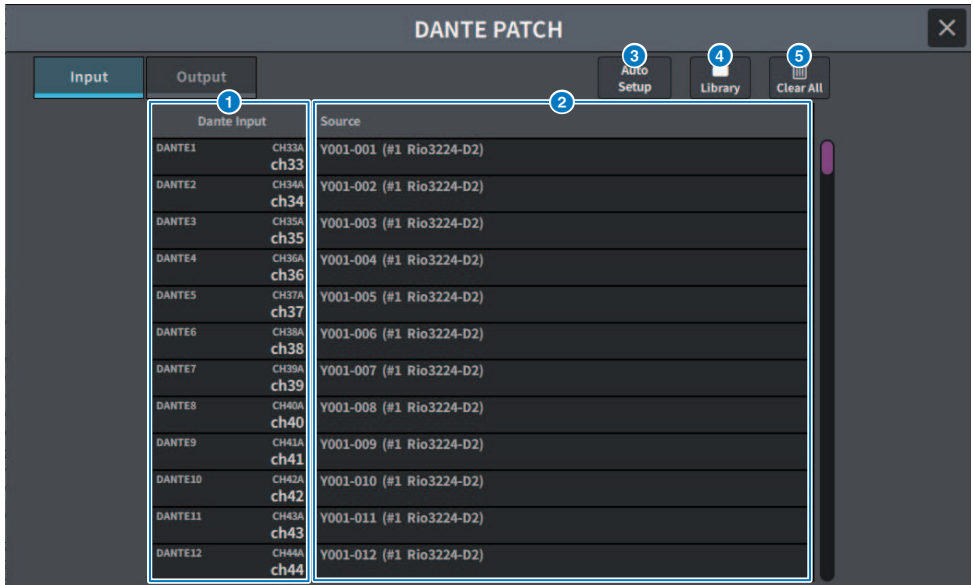 DANTE PATCH
Input Output
3 4 5
Auto Setup Library Clear All
1 2
Dante Input Source
DANTE1 CH33A ch33 Y001-001 (#1 Rio3224-D2)
DANTE2 CH34A ch34 Y001-002 (#1 Rio3224-D2)
DANTE3 CH35A ch35 Y001-003 (#1 Rio3224-D2)
DANTE4 CH36A ch36 Y001-004 (#1 Rio3224-D2)
DANTE5 CH37A ch37 Y001-005 (#1 Rio3224-D2)
DANTE6 CH38A ch38 Y001-006 (#1 Rio3224-D2)
DANTE7 CH39A ch39 Y001-007 (#1 Rio3224-D2)
DANTE8 CH40A ch40 Y001-008 (#1 Rio3224-D2)
DANTE9 CH41A ch41 Y001-009 (#1 Rio3224-D2)
DANTE10 CH42A ch42 Y001-010 (#1 Rio3224-D2)
DANTE11 CH43A ch43 Y001-011 (#1 Rio3224-D2)
DANTE12 CH44A ch44 Y001-012 (#1 Rio3224-D2)